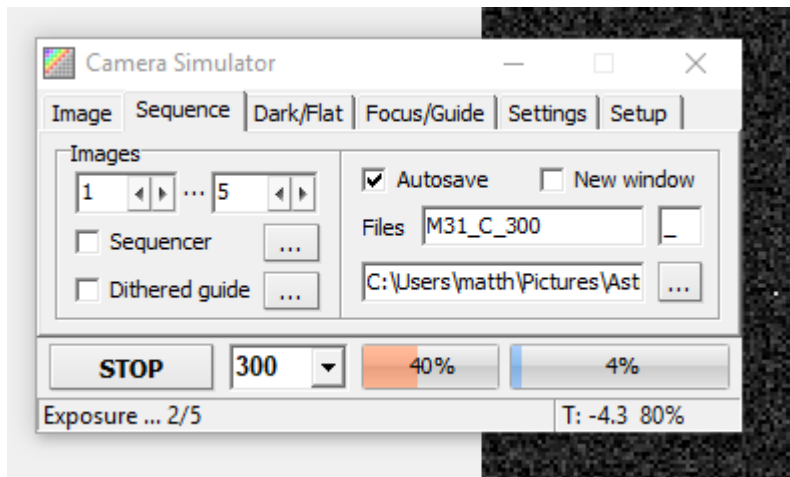 Camera Simulator
Image Sequence Dark/Flat Focus/Guide Settings Setup
Images
1 ... 5
Autosave New window
Sequencer ...
Files M31_C_300 _
Dithered guide ...
C:\Users\matth\Pictures\Ast ...
STOP 300 40% 4%
Exposure ... 2/5 T: -4.3 80%